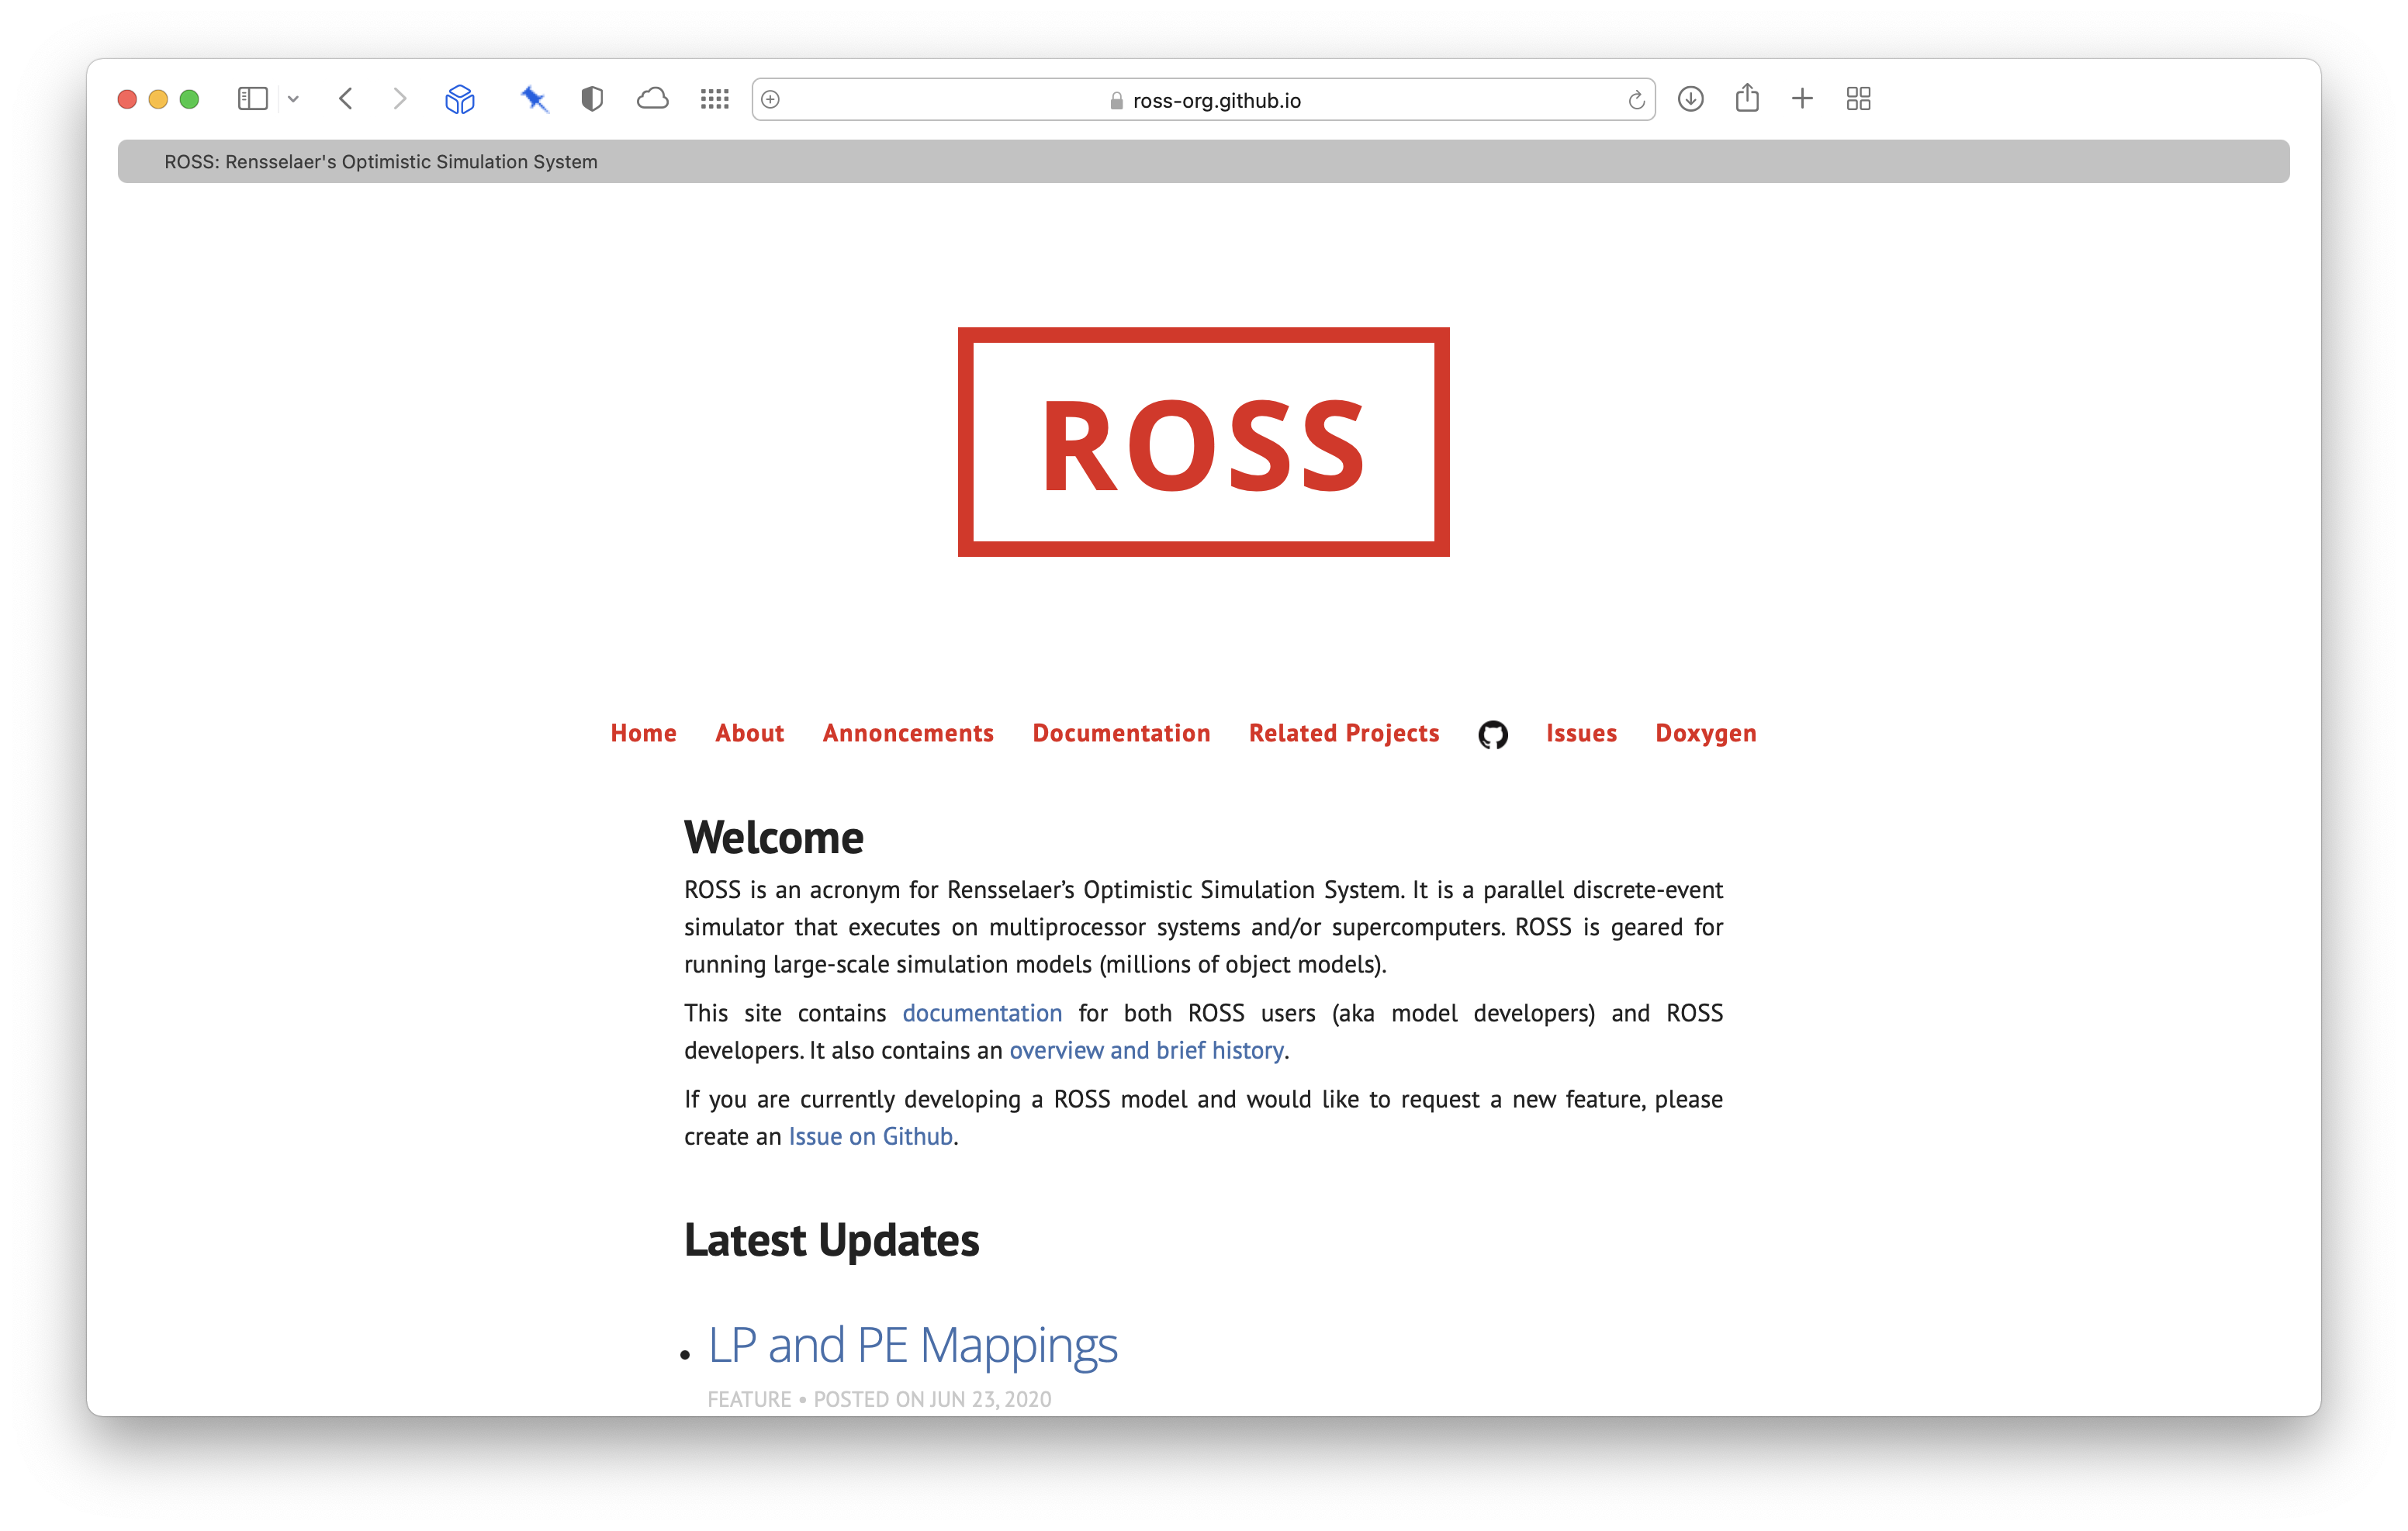 ross-org.github.io
ROSS: Rensselaer's Optimistic Simulation System
ROSS
Home About Annoncements Documentation Related Projects Issues Doxygen
Welcome
ROSS is an acronym for Rensselaer’s Optimistic Simulation System. It is a parallel discrete-event
simulator that executes on multiprocessor systems and/or supercomputers. ROSS is geared for
running large-scale simulation models (millions of object models).
This site contains documentation for both ROSS users (aka model developers) and ROSS
developers. It also contains an overview and brief history.
If you are currently developing a ROSS model and would like to request a new feature, please
create an Issue on Github.
Latest Updates
• LP and PE Mappings
FEATURE • POSTED ON JUN 23, 2020